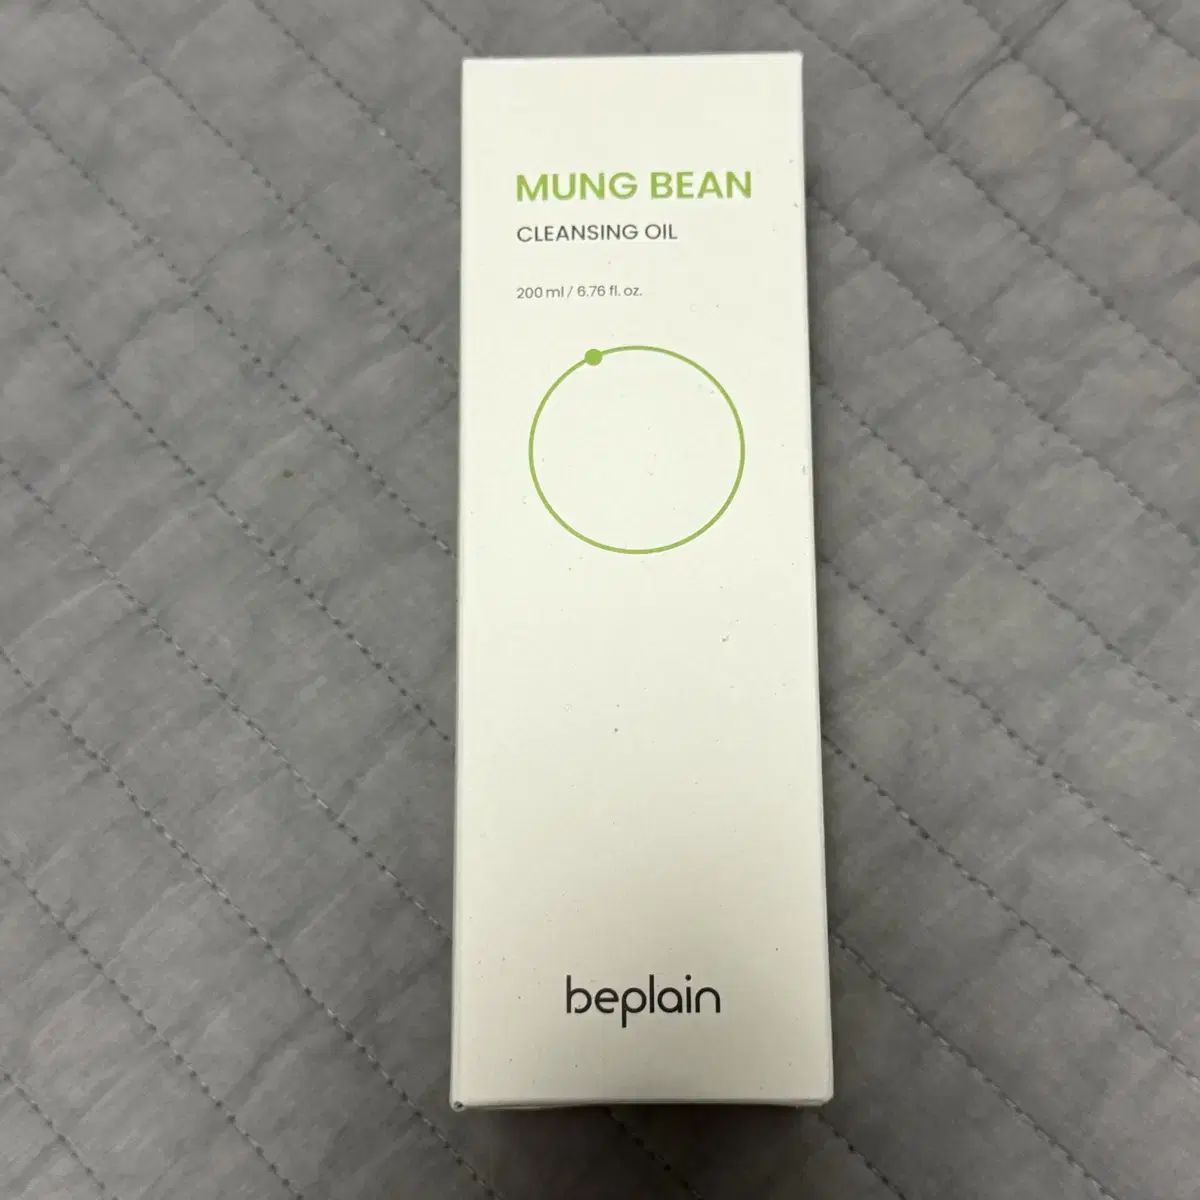 MUNG BEAN
CLEANSING OIL
200 ml / 6.76 fl. oz.
beplain